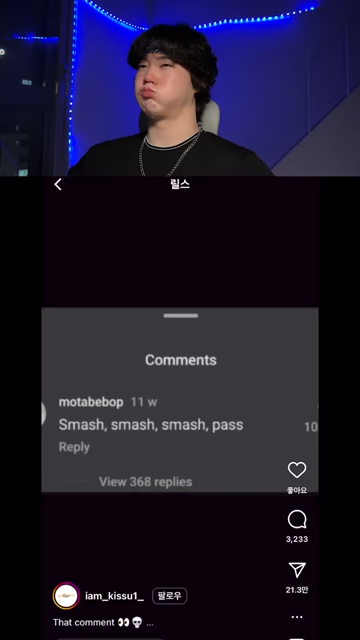 릴스
Comments
motabebop 11 w
Smash, smash, smash, pass
10
Reply
View 368 replies
좋아요
3,233
21.3만
iam_kissu1_ 팔로우
That comment 👀💀 ...